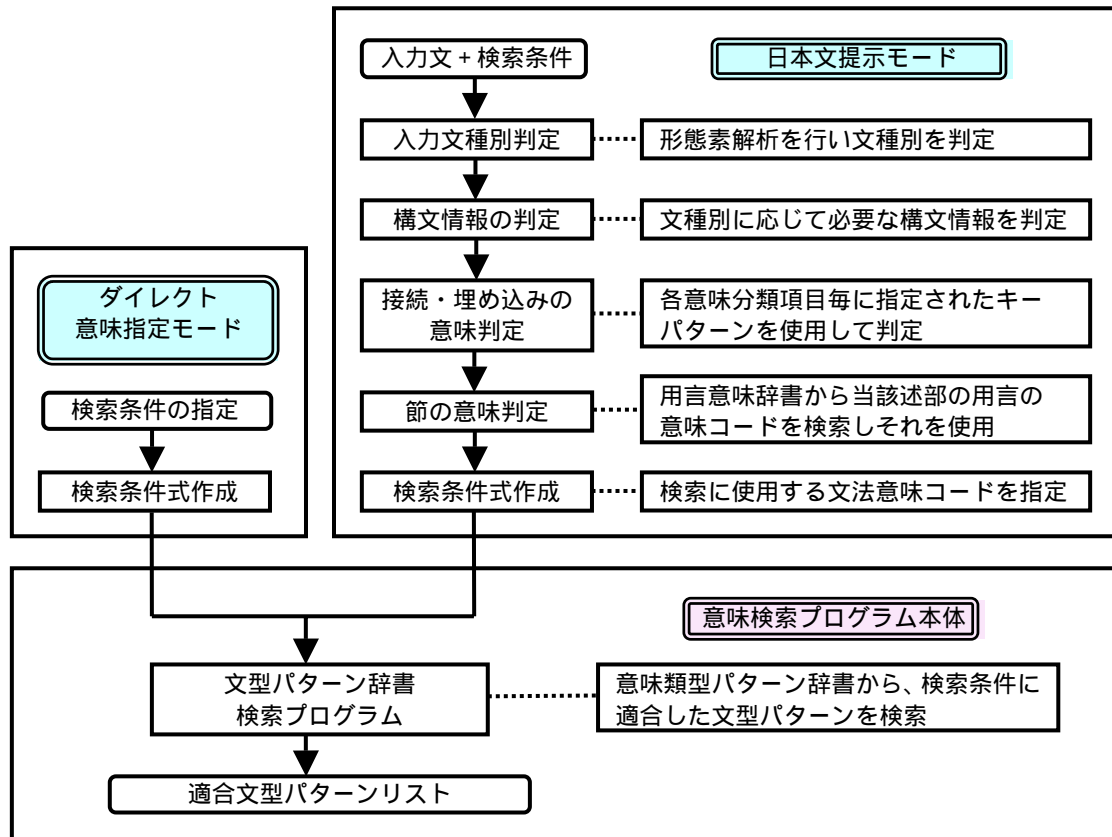 入力文+検索条件
日本文提示モード
入力文種別判定
形態素解析を行い文種別を判定
構文情報の判定
文種別に応じて必要な構文情報を判定
接続・埋め込みの
意味判定
各意味分類項目毎に指定されたキー
パターンを使用して判定
節の意味判定
用言意味辞書から当該述部の用言の
意味コードを検索しそれを使用
検索条件式作成
検索に使用する文法意味コードを指定
ダイレクト
意味指定モード
検索条件の指定
検索条件式作成
意味検索プログラム本体
文型パターン辞書
検索プログラム
意味類型パターン辞書から、検索条件に
適合した文型パターンを検索
適合文型パターンリスト